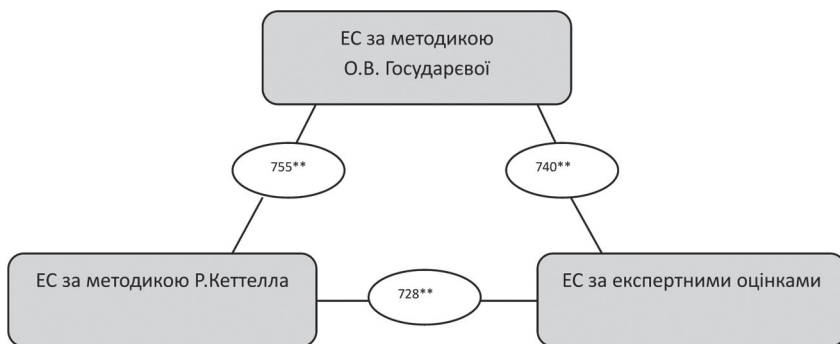 ЕС за методикою
О.В. Государєвої
755**
740**
ЕС за методикою Р.Кеттелла
728**
ЕС за експертними оцінками